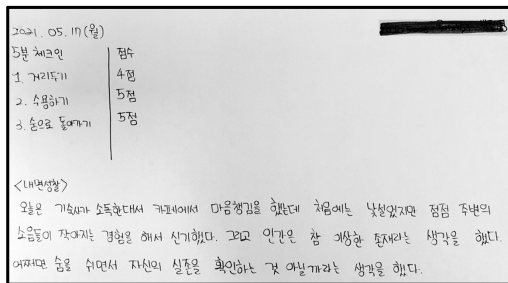 2021. 05. 17(월)
5분 체크인 점수
1. 거리두기 4점
2. 수용하기 5점
3. 숨으로 돌아가기 5점
<내면성찰>
오늘은 기숙사가 소독한대서 카페에서 마음챙김을 했는데 처음에는 낯설었지만 점점 주변의
소음들이 작아지는 경험을 해서 신기했다. 그리고 인간은 참 이상한 존재라는 생각을 했다.
어쩌면 숨을 쉬면서 자신의 실존을 확인하는 것 아닐까라는 생각을 했다.